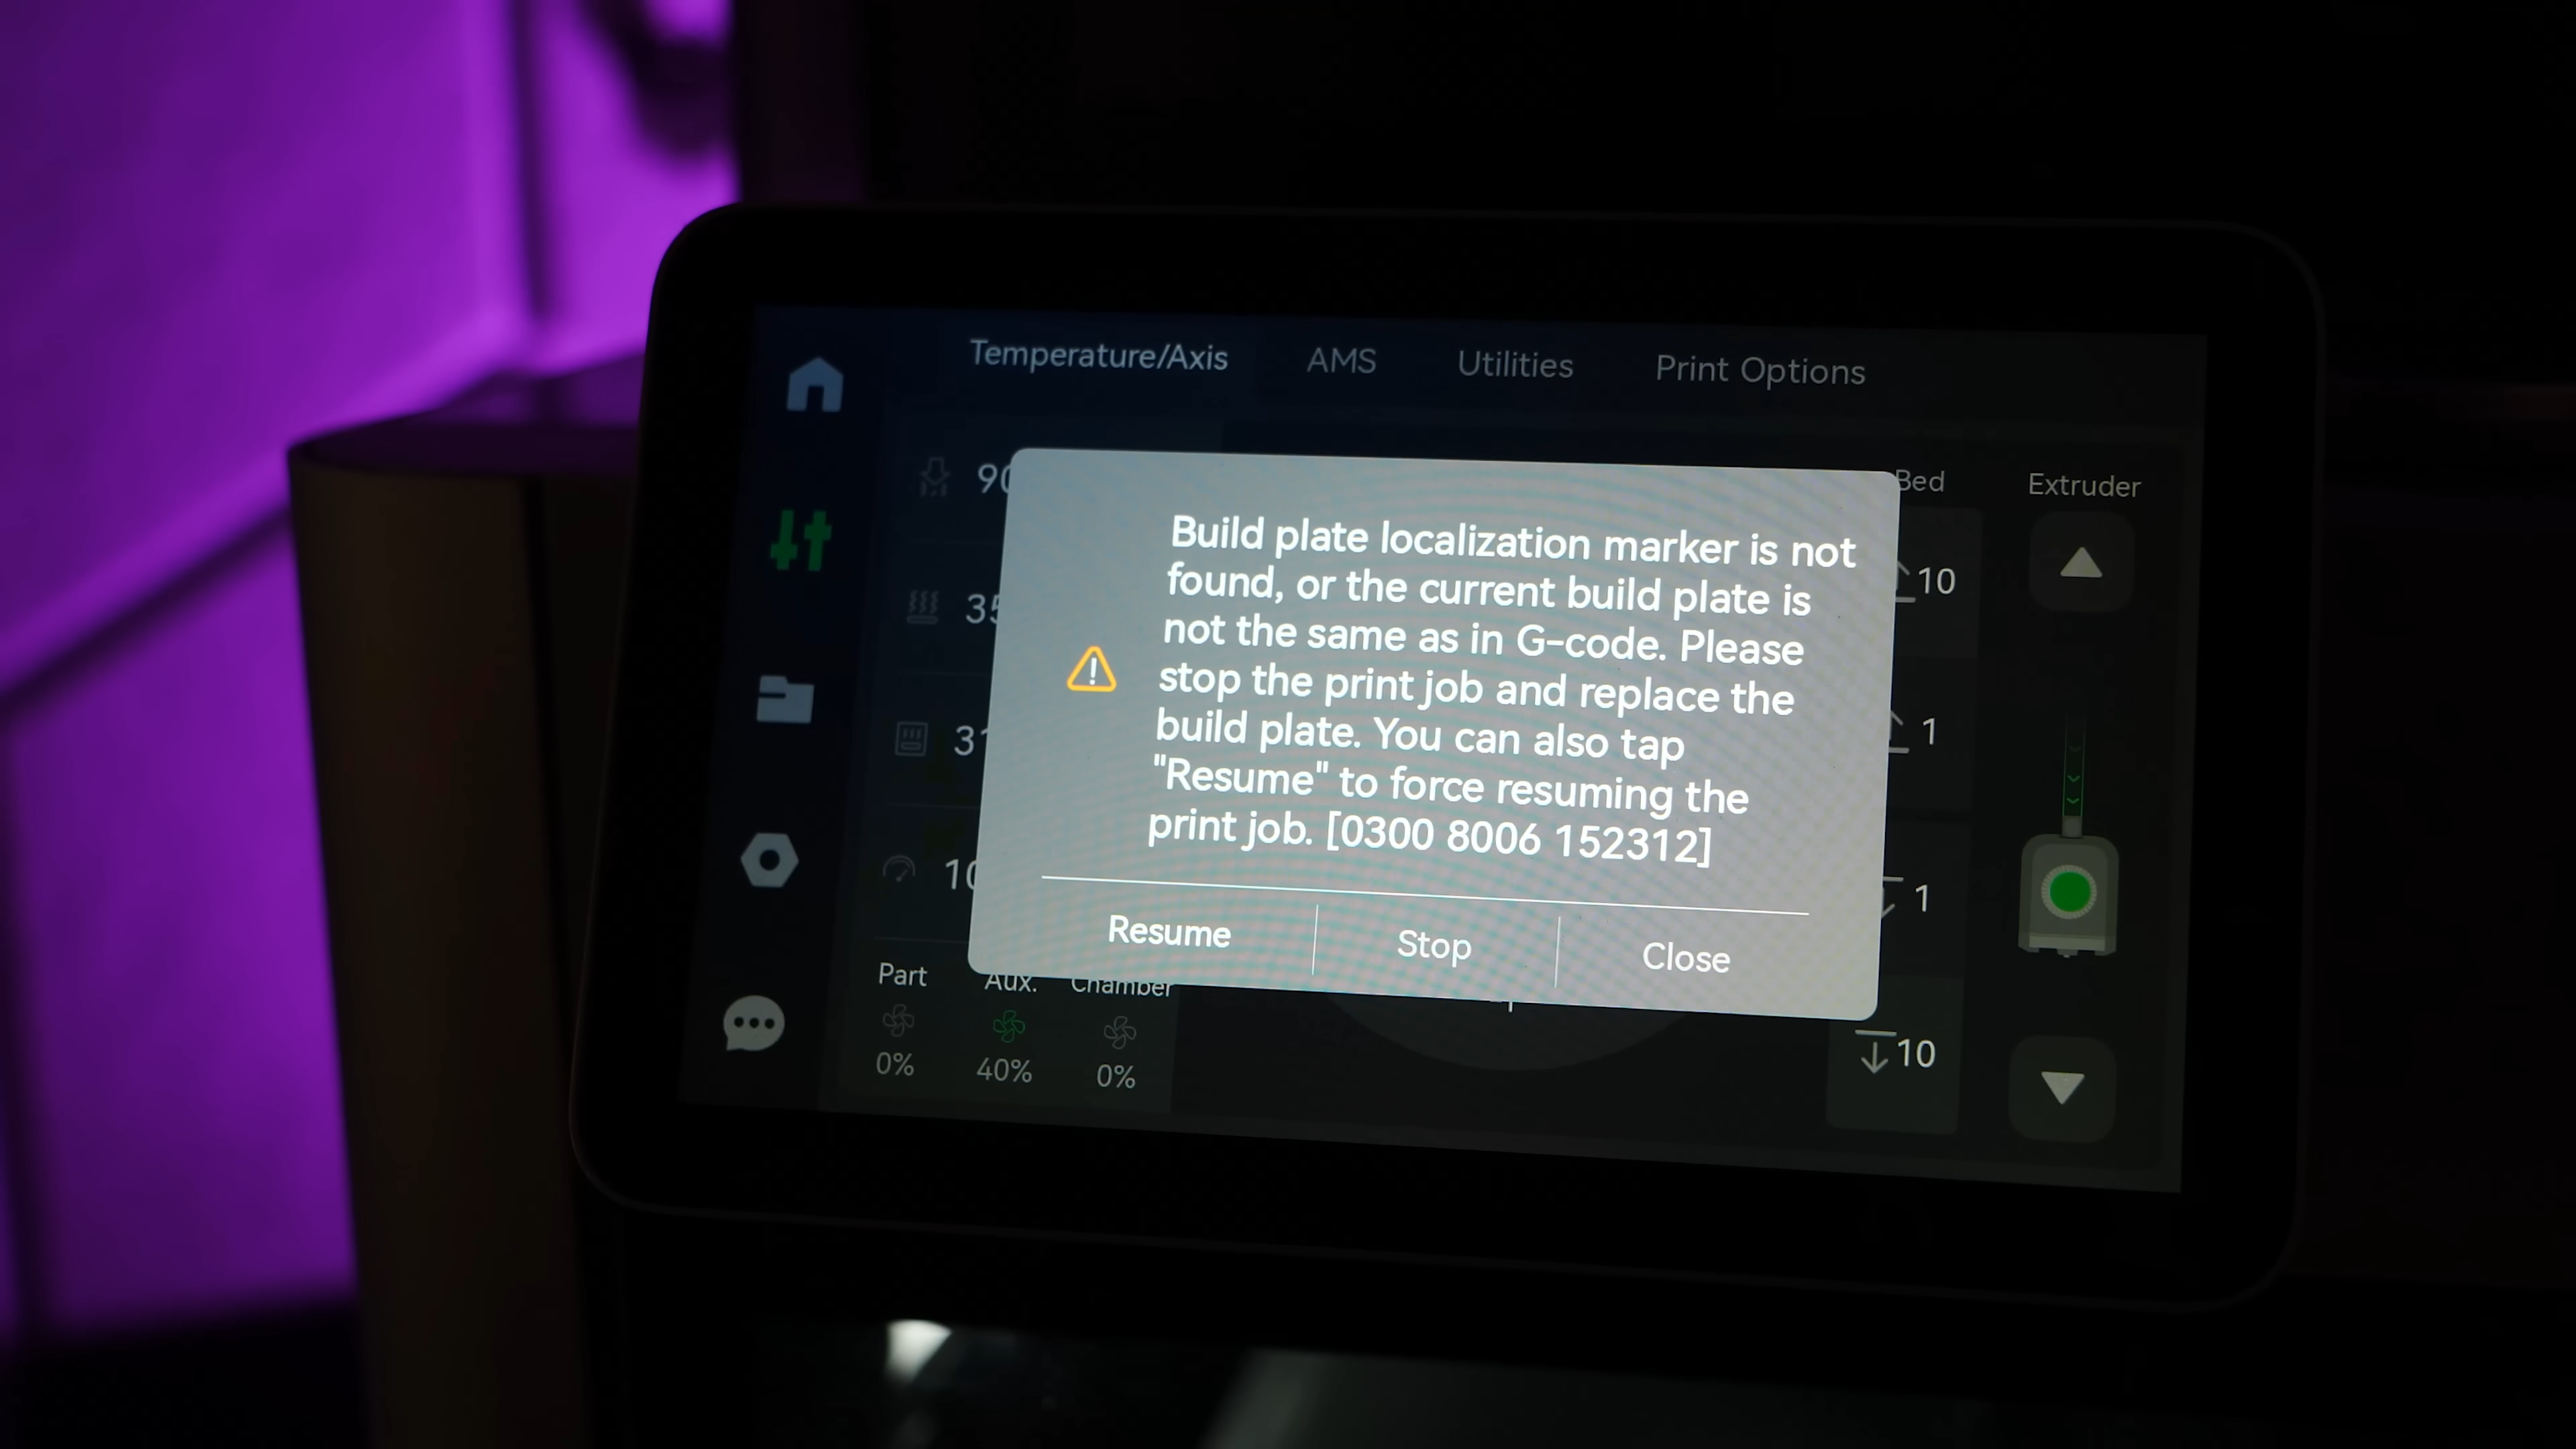 Temperature/Axis AMS Utilities Print Options
Bed Extruder
Build plate localization marker is not
found, or the current build plate is
not the same as in G-code. Please
stop the print job and replace the
build plate. You can also tap
"Resume" to force resuming the
print job. [0300 8006 152312]
Resume Stop Close
10
1
1
10
Part Aux. Chamber
0% 40% 0%